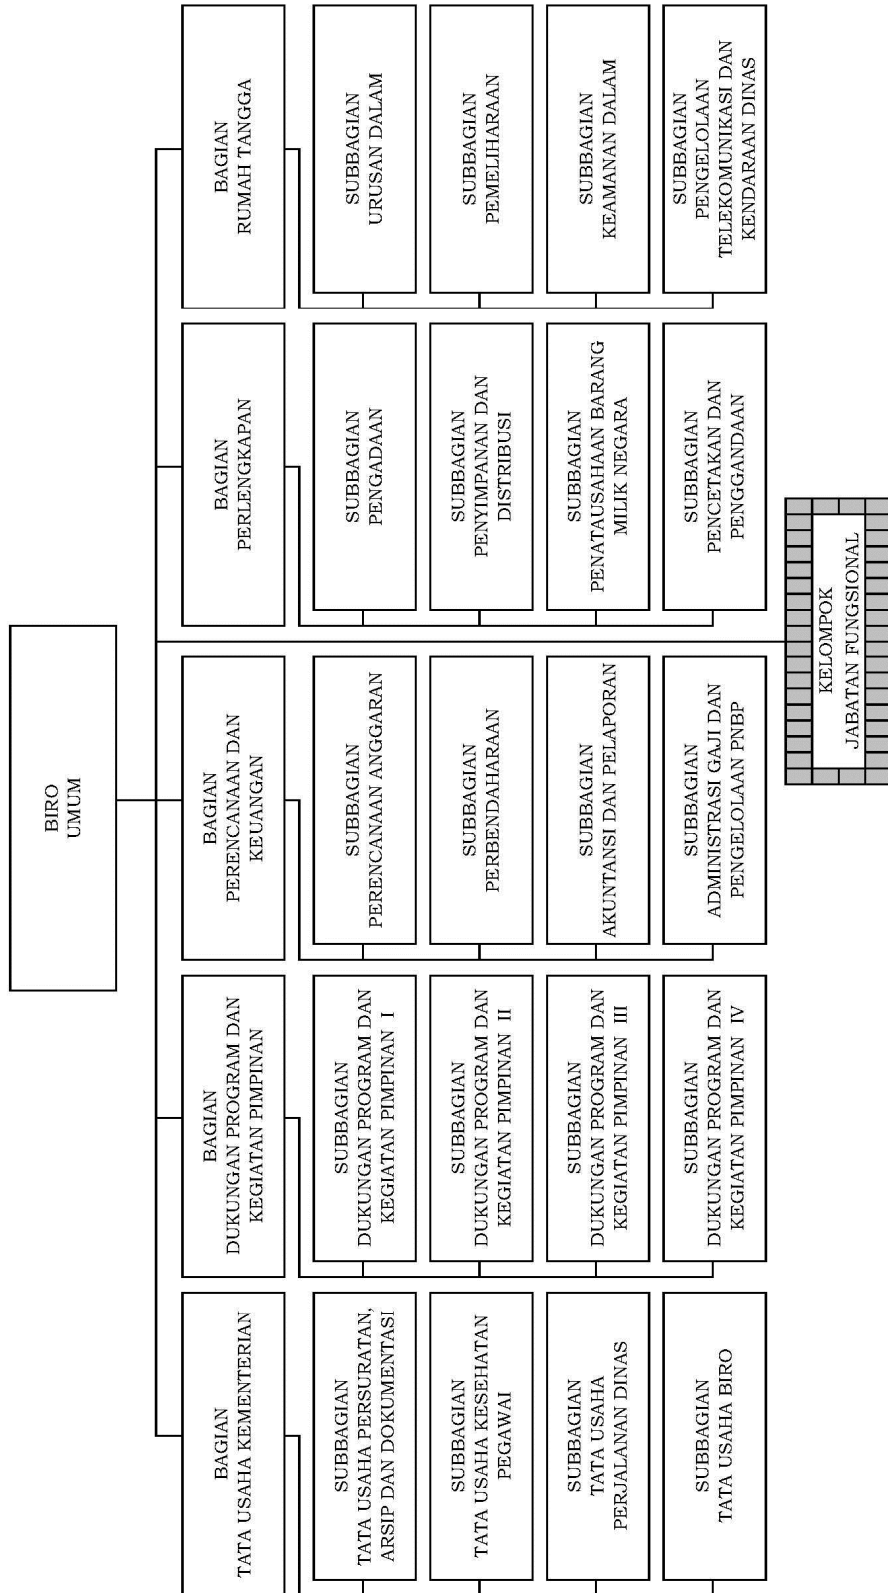 BIRO
UMUM
BAGIAN
TATA USAHA KEMENTERIAN
BAGIAN
DUKUNGAN PROGRAM DAN
KEGIATAN PIMPINAN
BAGIAN
PERENCANAAN DAN
KEUANGAN
BAGIAN
PERLENGKAPAN
BAGIAN
RUMAH TANGGA
SUBBAGIAN
TATA USAHA PERSURATAN,
ARSIP DAN DOKUMENTASI
SUBBAGIAN
DUKUNGAN PROGRAM DAN
KEGIATAN PIMPINAN I
SUBBAGIAN
PERENCANAAN ANGGARAN
SUBBAGIAN
PENGADAAN
SUBBAGIAN
URUSAN DALAM
SUBBAGIAN
TATA USAHA KESEHATAN
PEGAWAI
SUBBAGIAN
DUKUNGAN PROGRAM DAN
KEGIATAN PIMPINAN II
SUBBAGIAN
PERBENDAHARAAN
SUBBAGIAN
PENYIMPANAN DAN
DISTRIBUSI
SUBBAGIAN
PEMELIHARAAN
SUBBAGIAN
TATA USAHA
PERJALANAN DINAS
SUBBAGIAN
DUKUNGAN PROGRAM DAN
KEGIATAN PIMPINAN III
SUBBAGIAN
AKUNTANSI DAN PELAPORAN
SUBBAGIAN
PENATAUSAHAAN BARANG
MILIK NEGARA
SUBBAGIAN
KEAMANAN DALAM
SUBBAGIAN
TATA USAHA BIRO
SUBBAGIAN
DUKUNGAN PROGRAM DAN
KEGIATAN PIMPINAN IV
SUBBAGIAN
ADMINISTRASI GAJI DAN
PENGELOLAAN PNBP
SUBBAGIAN
PENCETAKAN DAN
PENGGANDAAN
SUBBAGIAN
PENGELOLAAN
TELEKOMUNIKASI DAN
KENDARAAN DINAS
KELOMPOK
JABATAN FUNGSIONAL